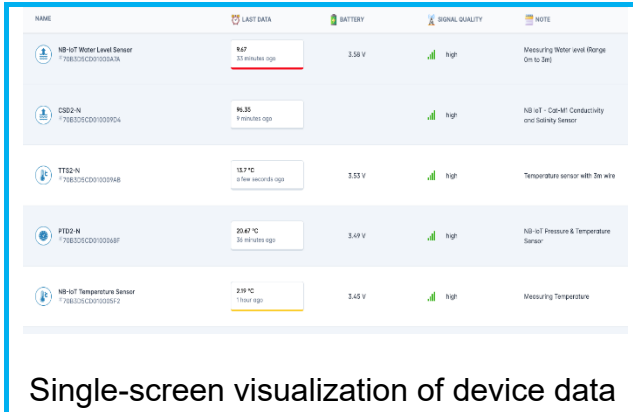 NAME LAST DATA BATTERY SIGNAL QUALITY NOTE
NB-IoT Water Level Sensor 9.67 3.58 V high Measuring Water level (Range
33 minutes ago 0m to 3m)
CSD2-N 96.35 high NB IoT - Cat-M1 Conductivity
9 minutes ago and Salinity Sensor
TTS2-N 13.7 °C 3.53 V high Temperature sensor with 3m wire
a few seconds ago
PTD2-N 20.67 °C 3.49 V high NB-IoT Pressure & Temperature
36 minutes ago Sensor
NB-IoT Temperature Sensor 2.19 °C 3.45 V high Measuring Temperature
1 hour ago
Single-screen visualization of device data